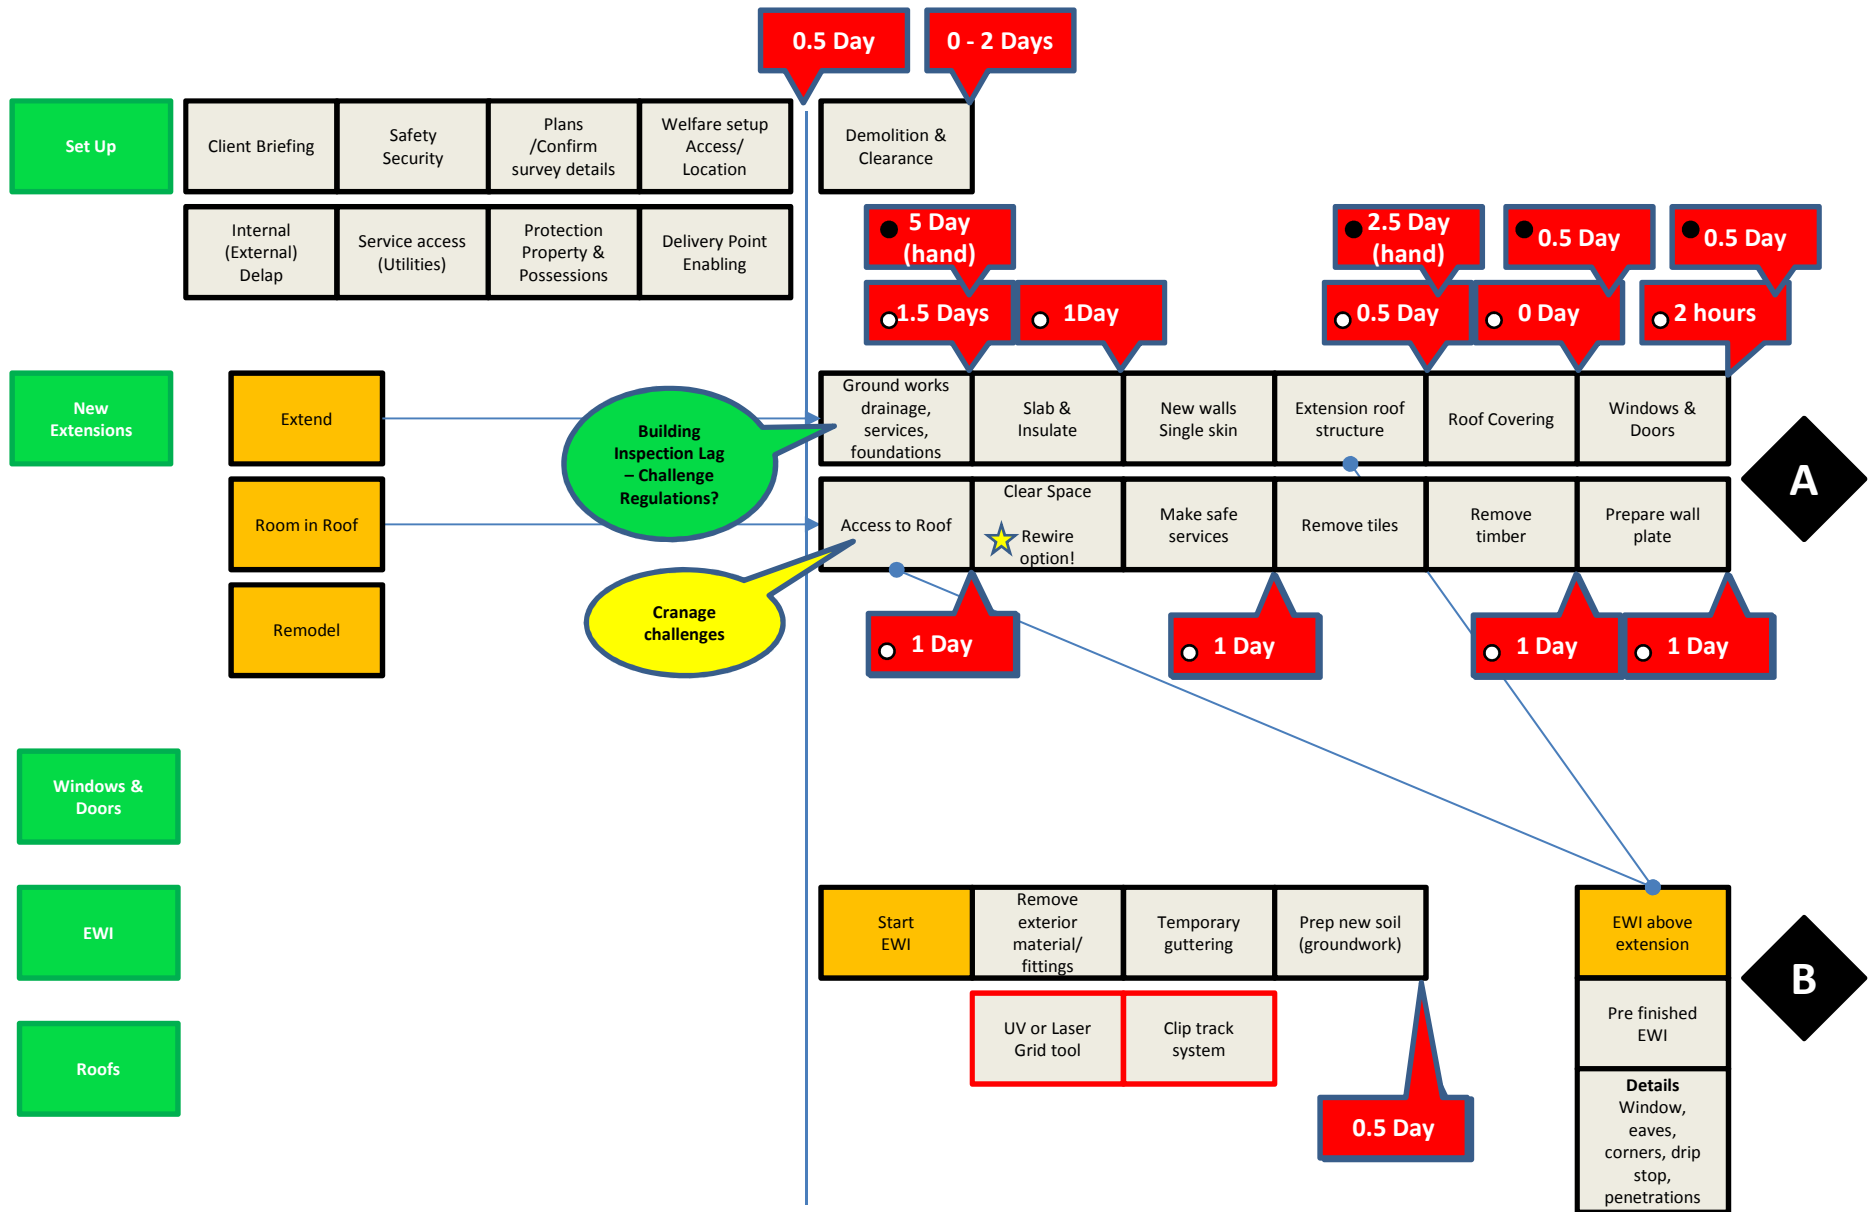 0.5 Day
0 - 2 Days
Set Up
Client Briefing
Safety
Security
Plans
/Confirm
survey details
Welfare setup
Access/
Location
Demolition &
Clearance
Internal
(External)
Delap
Service access
(Utilities)
Protection
Property &
Possessions
Delivery Point
Enabling
5 Day
(hand)
2.5 Day
(hand)
0.5 Day
0.5 Day
1.5 Days
1Day
0.5 Day
0 Day
2 hours
New
Extensions
Extend
Building
Inspection Lag
– Challenge
Regulations?
Ground works
drainage,
services,
foundations
Slab &
Insulate
New walls
Single skin
Extension roof
structure
Roof Covering
Windows &
Doors
A
Room in Roof
Access to Roof
Clear Space
Rewire
option!
Make safe
services
Remove tiles
Remove
timber
Prepare wall
plate
Remodel
Cranage
challenges
1 Day
1 Day
1 Day
1 Day
Windows &
Doors
EWI
Start
EWI
Remove
exterior
material/
fittings
Temporary
guttering
Prep new soil
(groundwork)
EWI above
extension
B
Roofs
UV or Laser
Grid tool
Clip track
system
Pre finished
EWI
0.5 Day
Details
Window,
eaves,
corners, drip
stop,
penetrations